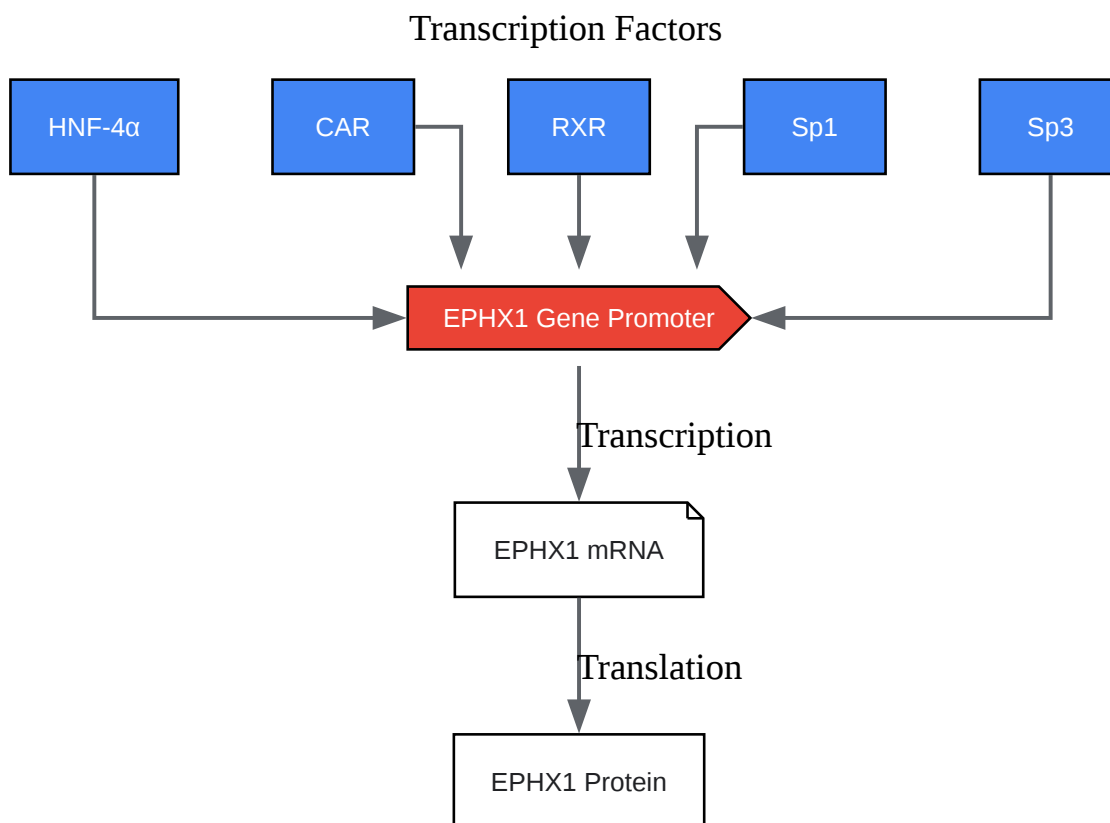 Transcription Factors
HNF-4α
CAR
RXR
Sp1
Sp3
EPHX1 Gene Promoter
Transcription
EPHX1 mRNA
Translation
EPHX1 Protein